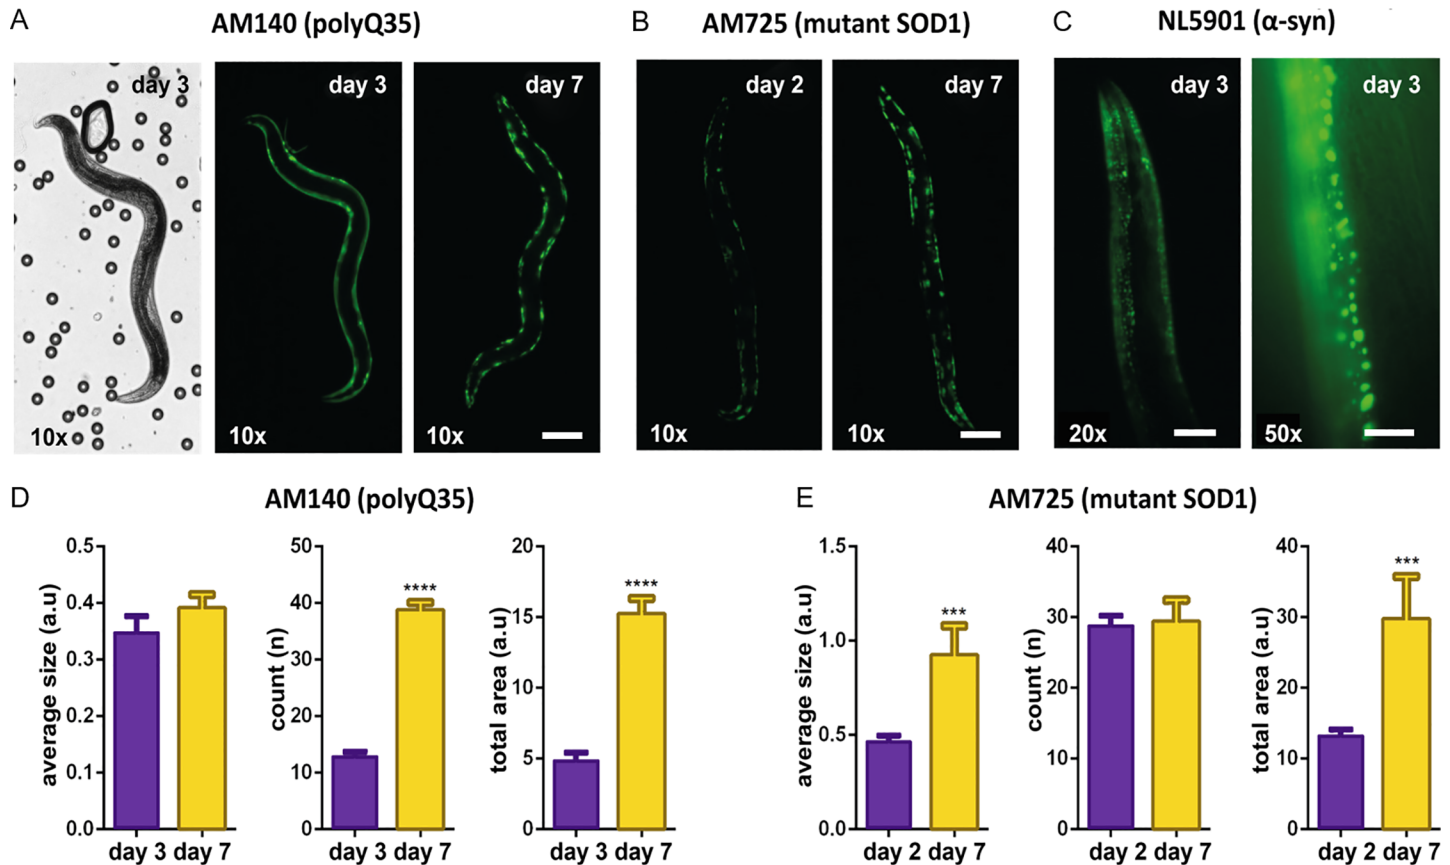 A
AM140 (polyQ35)
B
AM725 (mutant SOD1)
C
NL5901 (α-syn)
day 3
day 3
day 7
day 2
day 7
day 3
day 3
10x
10x
10x
10x
10x
20x
50x
D
AM140 (polyQ35)
E
AM725 (mutant SOD1)
average size (a.u)
0.5
0.4
0.3
0.2
0.1
0.0
day 3 day 7
count (n)
50
40
30
20
10
0
****
day 3 day 7
total area (a.u)
20
15
10
5
0
****
day 3 day 7
average size (a.u)
1.5
1.0
0.5
0.0
***
day 2 day 7
count (n)
40
30
20
10
0
day 2 day 7
total area (a.u)
40
30
20
10
0
***
day 2 day 7